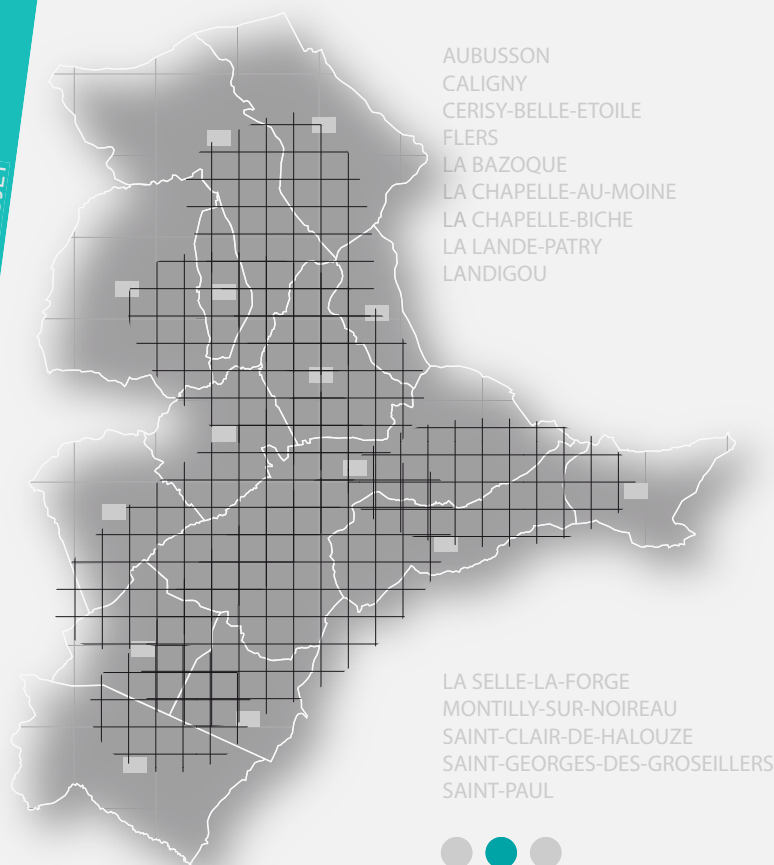 AUBUSSON
CALIGNY
CERISY-BELLE-ETOILE
FLERS
LA BAZOQUE
LA CHAPELLE-AU-MOINE
LA CHAPELLE-BICHE
LA LANDE-PATRY
LANDIGOU
LA SELLE-LA-FORGE
MONTILLY-SUR-NOIREAU
SAINT-CLAIR-DE-HALOUZE
SAINT-GEORGES-DES-GROSEILLERS
SAINT-PAUL